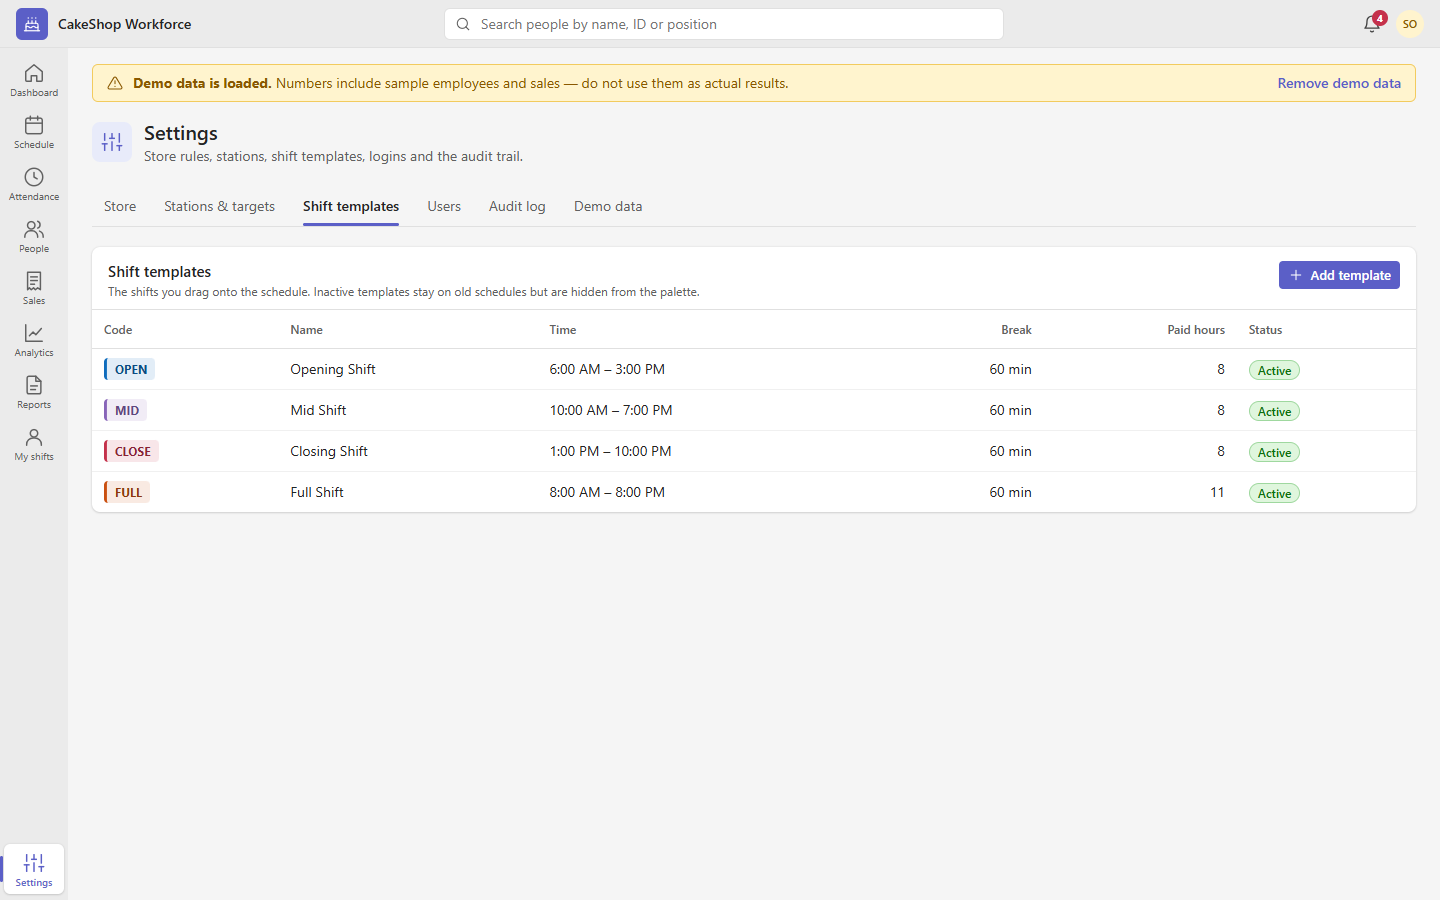 CakeShop Workforce
Search people by name, ID or position
4
SO
Dashboard
Schedule
Attendance
People
Sales
Analytics
Reports
My shifts
Settings
Demo data is loaded. Numbers include sample employees and sales — do not use them as actual results.
Remove demo data
Settings
Store rules, stations, shift templates, logins and the audit trail.
Store Stations & targets Shift templates Users Audit log Demo data
Shift templates
The shifts you drag onto the schedule. Inactive templates stay on old schedules but are hidden from the palette.
Add template
Code Name Time Break Paid hours Status
OPEN Opening Shift 6:00 AM – 3:00 PM 60 min 8 Active
MID Mid Shift 10:00 AM – 7:00 PM 60 min 8 Active
CLOSE Closing Shift 1:00 PM – 10:00 PM 60 min 8 Active
FULL Full Shift 8:00 AM – 8:00 PM 60 min 11 Active